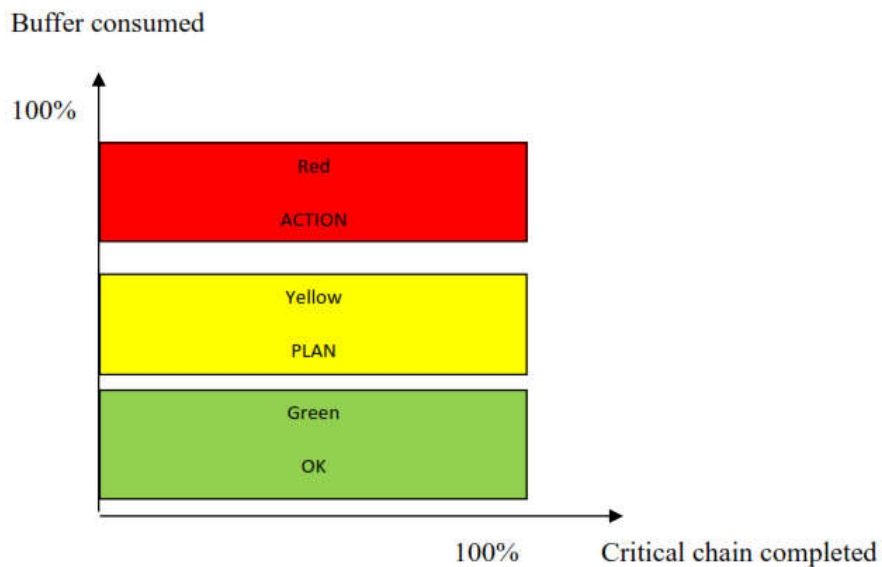 Buffer consumed
100%
Red
ACTION
Yellow
PLAN
Green
OK
100% Critical chain completed